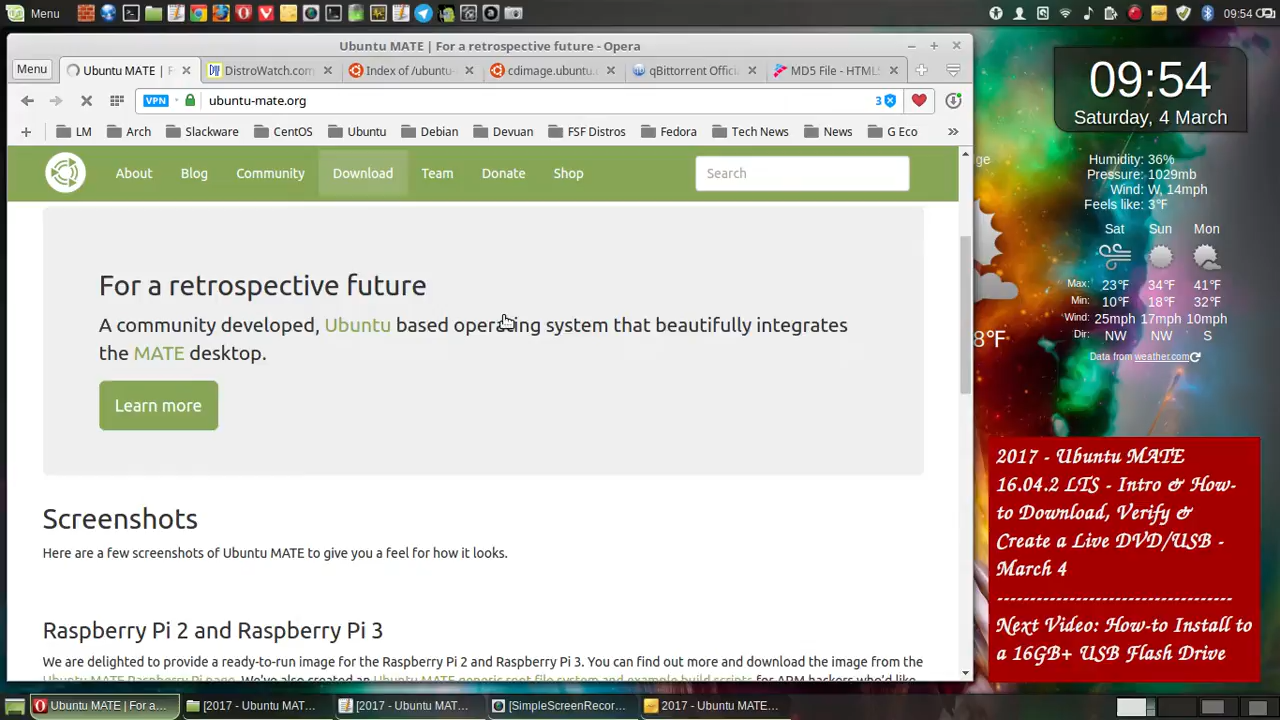 Menu
09:54
Ubuntu MATE | For a retrospective future - Opera
Menu
Ubuntu MATE | F
DistroWatch.com
Index of /ubuntu-
cdimage.ubuntu.c
qBittorrent Offici
MD5 File - HTML5
VPN
ubuntu-mate.org
3
LM
Arch
Slackware
CentOS
Ubuntu
Debian
Devuan
FSF Distros
Fedora
Tech News
News
G Eco
»
About
Blog
Community
Download
Team
Donate
Shop
Search
For a retrospective future
A community developed, Ubuntu based operating system that beautifully integrates
the MATE desktop.
Learn more
Screenshots
Here are a few screenshots of Ubuntu MATE to give you a feel for how it looks.
Raspberry Pi 2 and Raspberry Pi 3
We are delighted to provide a ready-to-run image for the Raspberry Pi 2 and Raspberry Pi 3. You can find out more and download the image from the
Ubuntu MATE Raspberry Pi page. We've also created an Ubuntu MATE generic root file system and example build scripts for ARM hackers who'd like
09:54
Saturday, 4 March
Humidity: 36%
Pressure: 1029mb
Wind: W, 14mph
Feels like: 3°F
Sat Sun Mon
Max: 23°F 34°F 41°F
Min: 10°F 18°F 32°F
Wind: 25mph 17mph 10mph
Dir: NW NW S
8°F
Data from weather.com
2017 - Ubuntu MATE
16.04.2 LTS - Intro & How-
to Download, Verify &
Create a Live DVD/USB -
March 4
----------------------------------
Next Video: How-to Install to
a 16GB+ USB Flash Drive
Ubuntu MATE | For a...
[2017 - Ubuntu MAT...
[2017 - Ubuntu MAT...
[SimpleScreenRecor...
2017 - Ubuntu MATE...